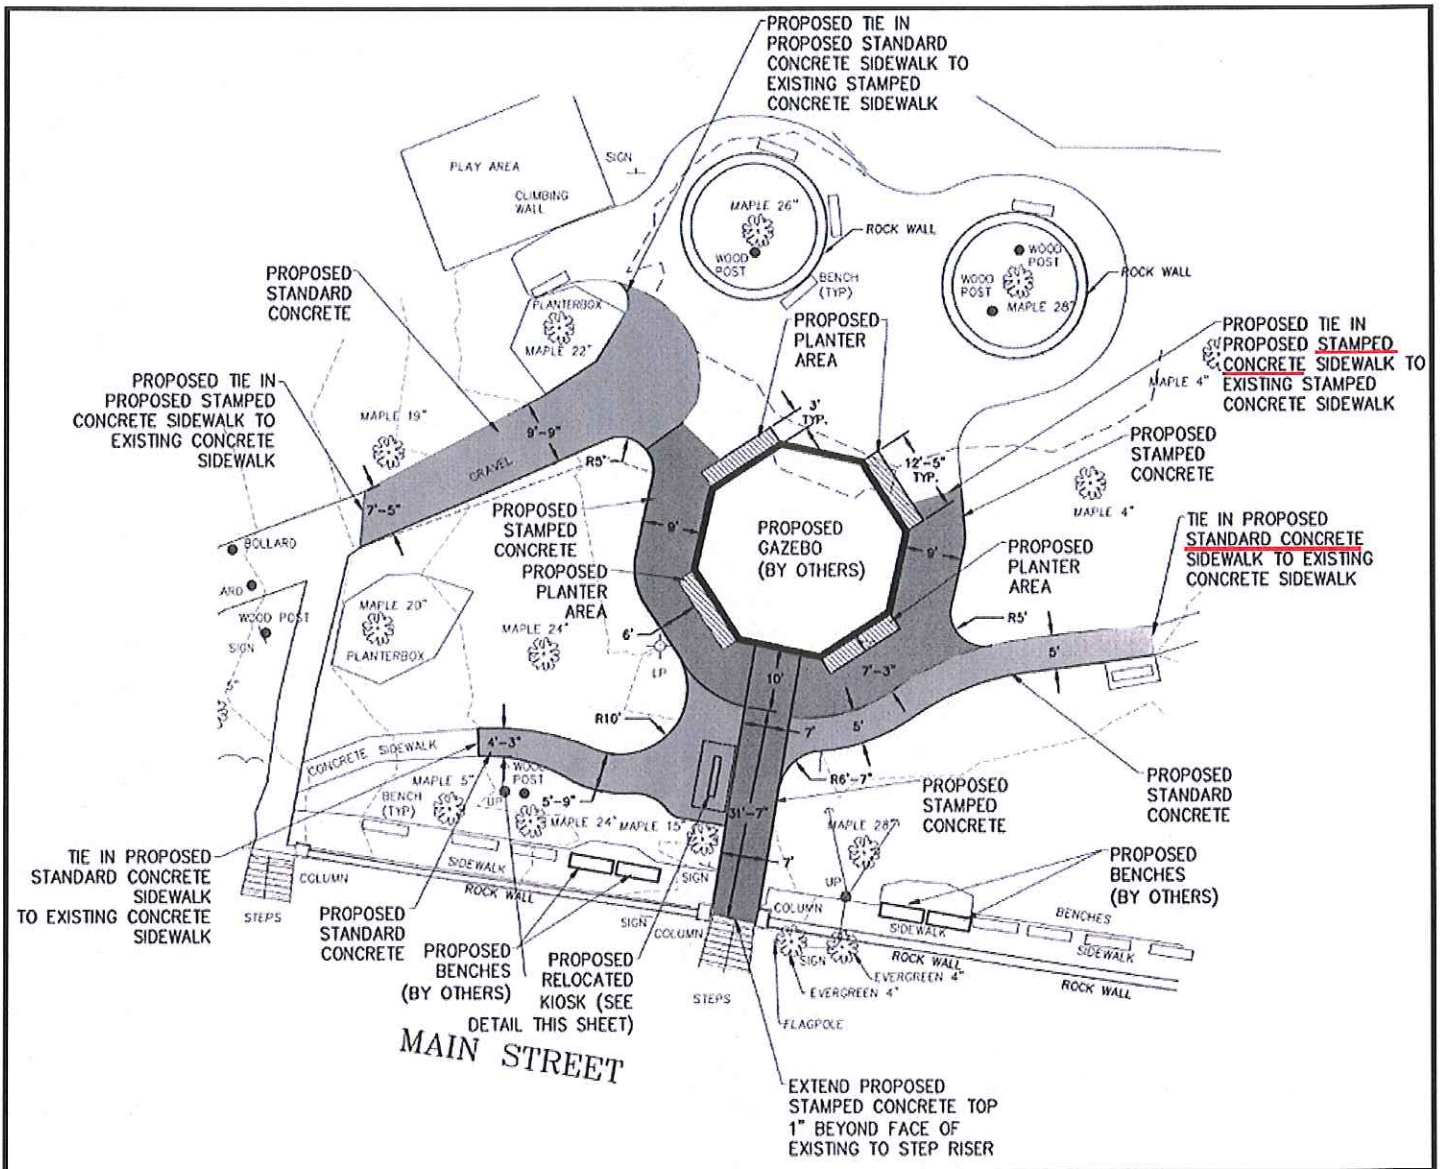 PROPOSED TIE IN
PROPOSED STANDARD
CONCRETE SIDEWALK TO
EXISTING STAMPED
CONCRETE SIDEWALK
PLAY AREA
CLIMBING
WALL
SIGN
MAPLE 26"
WOOD
POST
ROCK WALL
BENCH
(TYP)
WOOD
POST
WOOD
POST
MAPLE 28"
ROCK WALL
PROPOSED
STANDARD
CONCRETE
PLANTERBOX
MAPLE 22"
PROPOSED
PLANTER
AREA
PROPOSED TIE IN
PROPOSED STAMPED
CONCRETE SIDEWALK TO
EXISTING STAMPED
CONCRETE SIDEWALK
MAPLE 4"
PROPOSED TIE IN
PROPOSED STAMPED
CONCRETE SIDEWALK TO
EXISTING CONCRETE
SIDEWALK
MAPLE 19"
9'-9"
GRAVEL
R5'
7'-5"
3'
TYP.
12'-5"
TYP.
PROPOSED
STAMPED
CONCRETE
MAPLE 4"
BOLLARD
ARD
WOOD POST
SIGN
5"
PROPOSED
STAMPED
CONCRETE
9'
PROPOSED
GAZEBO
(BY OTHERS)
9'
PROPOSED
PLANTER
AREA
TIE IN PROPOSED
STANDARD CONCRETE
SIDEWALK TO EXISTING
CONCRETE SIDEWALK
PROPOSED
PLANTER
AREA
MAPLE 20"
PLANTERBOX
MAPLE 24"
6'
LP
R5'
5'
7'-3"
10'
R10'
7'
5'
R6'-7"
CONCRETE SIDEWALK
4'-3"
WOOD
POST
UP
5'-9"
MAPLE 5"
BENCH
(TYP)
MAPLE 24"
MAPLE 15"
31'-7"
7'
PROPOSED
STAMPED
CONCRETE
PROPOSED
STANDARD
CONCRETE
MAPLE 28"
UP
TIE IN PROPOSED
STANDARD CONCRETE
SIDEWALK
TO EXISTING CONCRETE
SIDEWALK
STEPS
COLUMN
SIDEWALK
ROCK WALL
SIGN
SIGN
COLUMN
COLUMN
SIDEWALK
PROPOSED
BENCHES
(BY OTHERS)
BENCHES
SIDEWALK
ROCK WALL
ROCK WALL
PROPOSED
STANDARD
CONCRETE
PROPOSED
BENCHES
(BY OTHERS)
PROPOSED
RELOCATED
KIOSK (SEE
DETAIL THIS SHEET)
STEPS
SIGN
EVERGREEN 4"
EVERGREEN 4"
FLAGPOLE
MAIN STREET
EXTEND PROPOSED
STAMPED CONCRETE TOP
1" BEYOND FACE OF
EXISTING TO STEP RISER